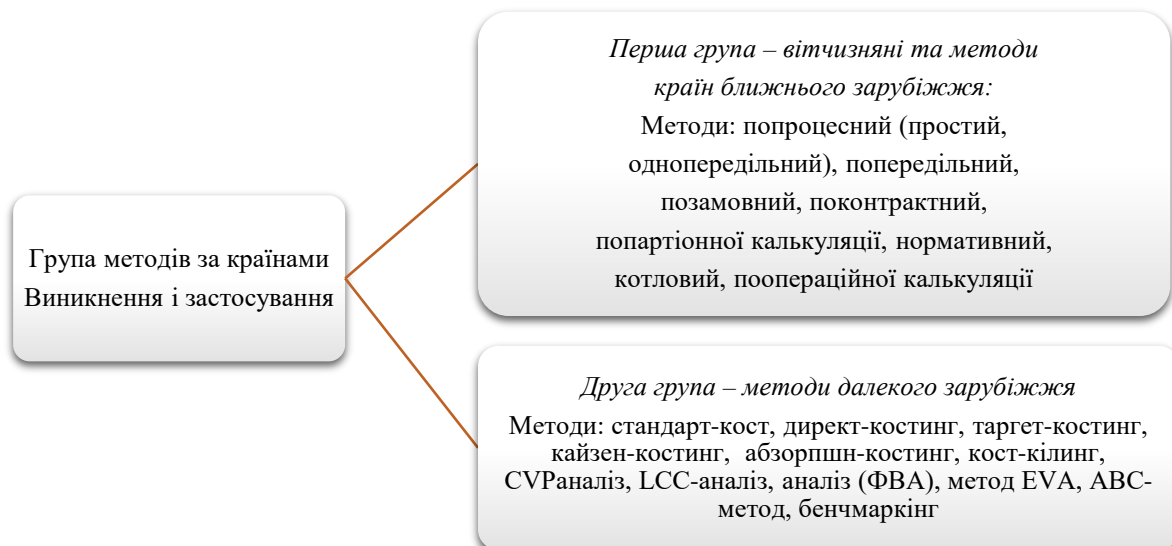 Перша група – вітчизняні та методи
країн ближнього зарубіжжя:
Методи: попроцесний (простий,
однопередільний), попередільний,
позамовний, поконтрактний,
попартіонної калькуляції, нормативний,
котловий, поопераційної калькуляції
Група методів за країнами
Виникнення і застосування
Друга група – методи далекого зарубіжжя
Методи: стандарт-кост, директ-костинг, таргет-костинг,
кайзен-костинг, абзорпшн-костинг, кост-кілинг,
CVPаналіз, LCC-аналіз, аналіз (ФВА), метод EVA, ABC-
метод, бенчмаркінг